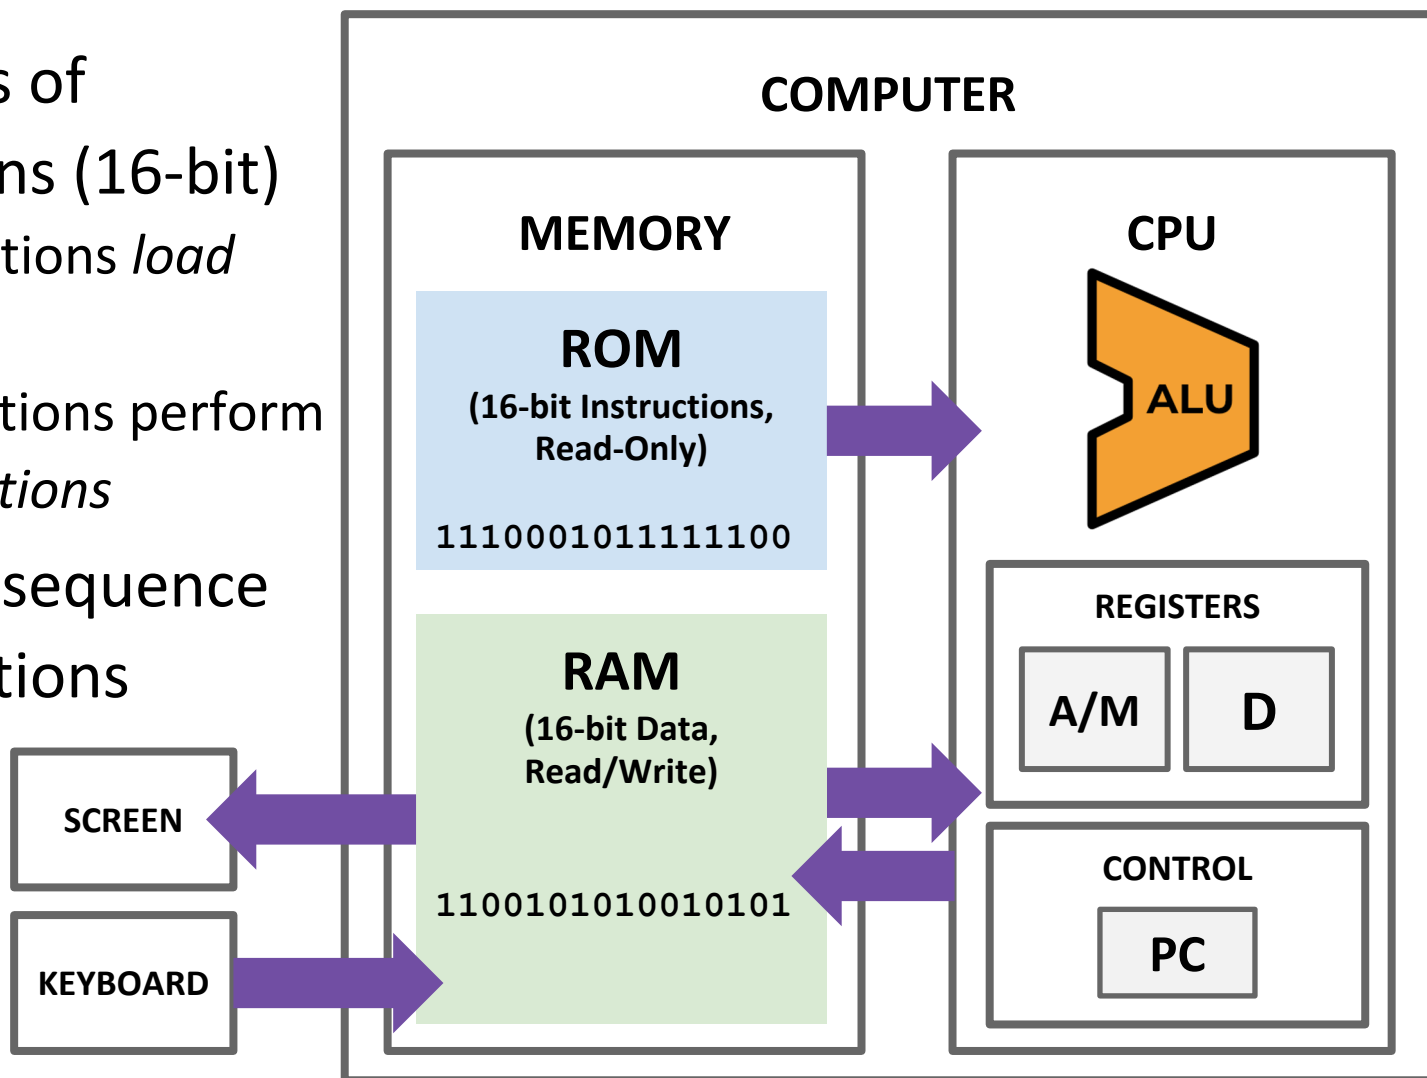 s of
ns (16-bit)
tions load
tions perform
tions
sequence
tions
COMPUTER
MEMORY
ROM
(16-bit Instructions,
Read-Only)
1110001011111100
RAM
(16-bit Data,
Read/Write)
1100101010010101
CPU
ALU
REGISTERS
A/M
D
CONTROL
PC
SCREEN
KEYBOARD